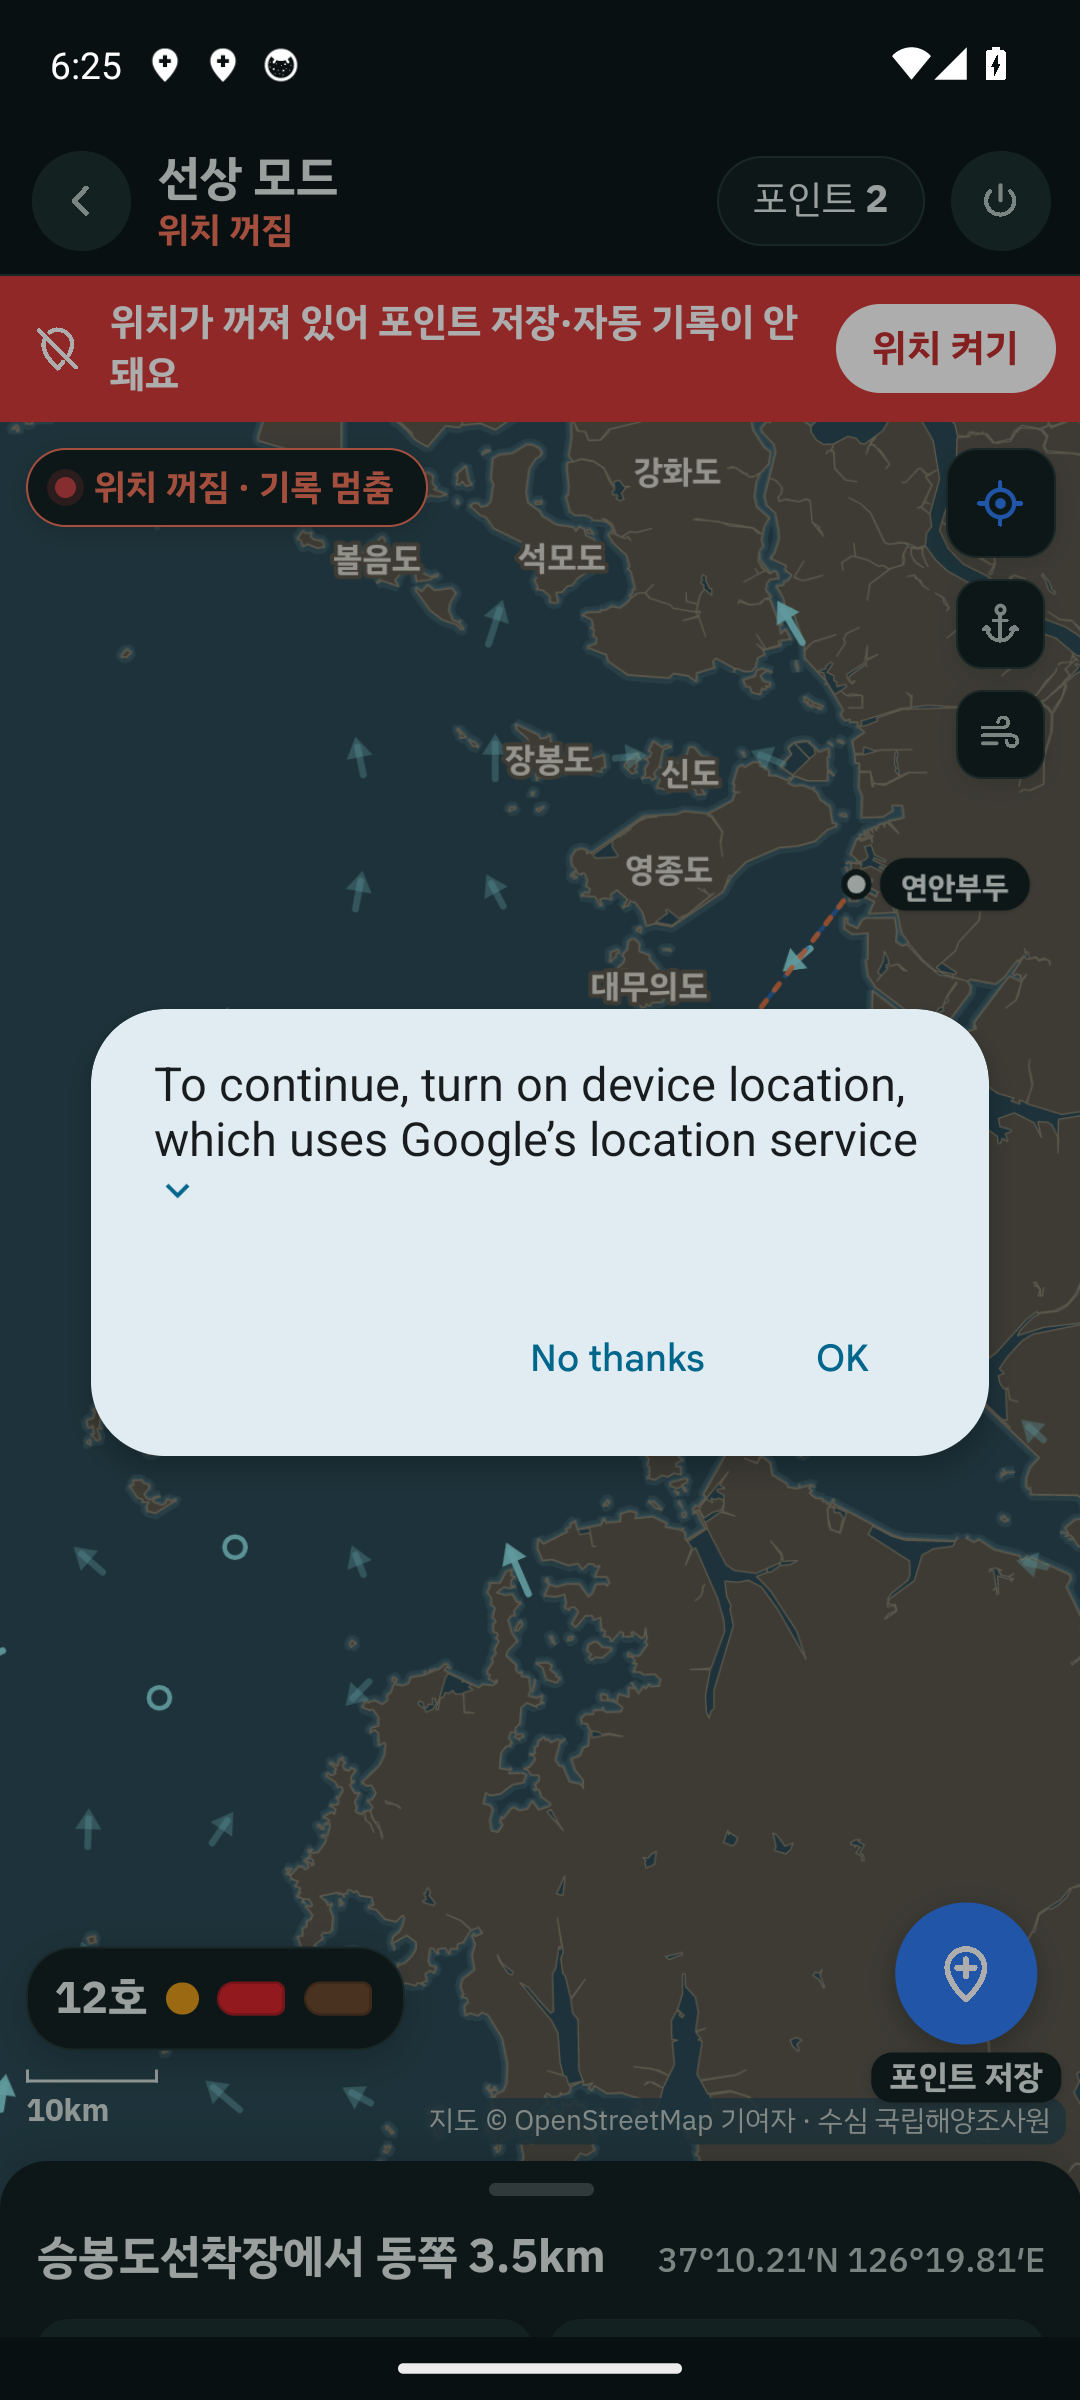 6:25
선상 모드
위치 꺼짐
포인트 2
위치가 꺼져 있어 포인트 저장·자동 기록이 안
돼요
위치 켜기
위치 꺼짐 · 기록 멈춤
강화도
볼음도
석모도
장봉도
신도
영종도
연안부두
대무의도
To continue, turn on device location,
which uses Google’s location service
No thanks
OK
12호
포인트 저장
10km
지도 © OpenStreetMap 기여자 · 수심 국립해양조사원
승봉도선착장에서 동쪽 3.5km
37°10.21′N 126°19.81′E